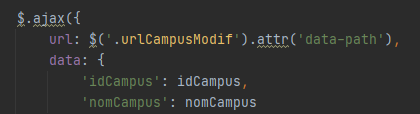 $.ajax({
url: $('.urlCampusModif').attr('data-path'),
data: {
'idCampus': idCampus,
'nomCampus': nomCampus